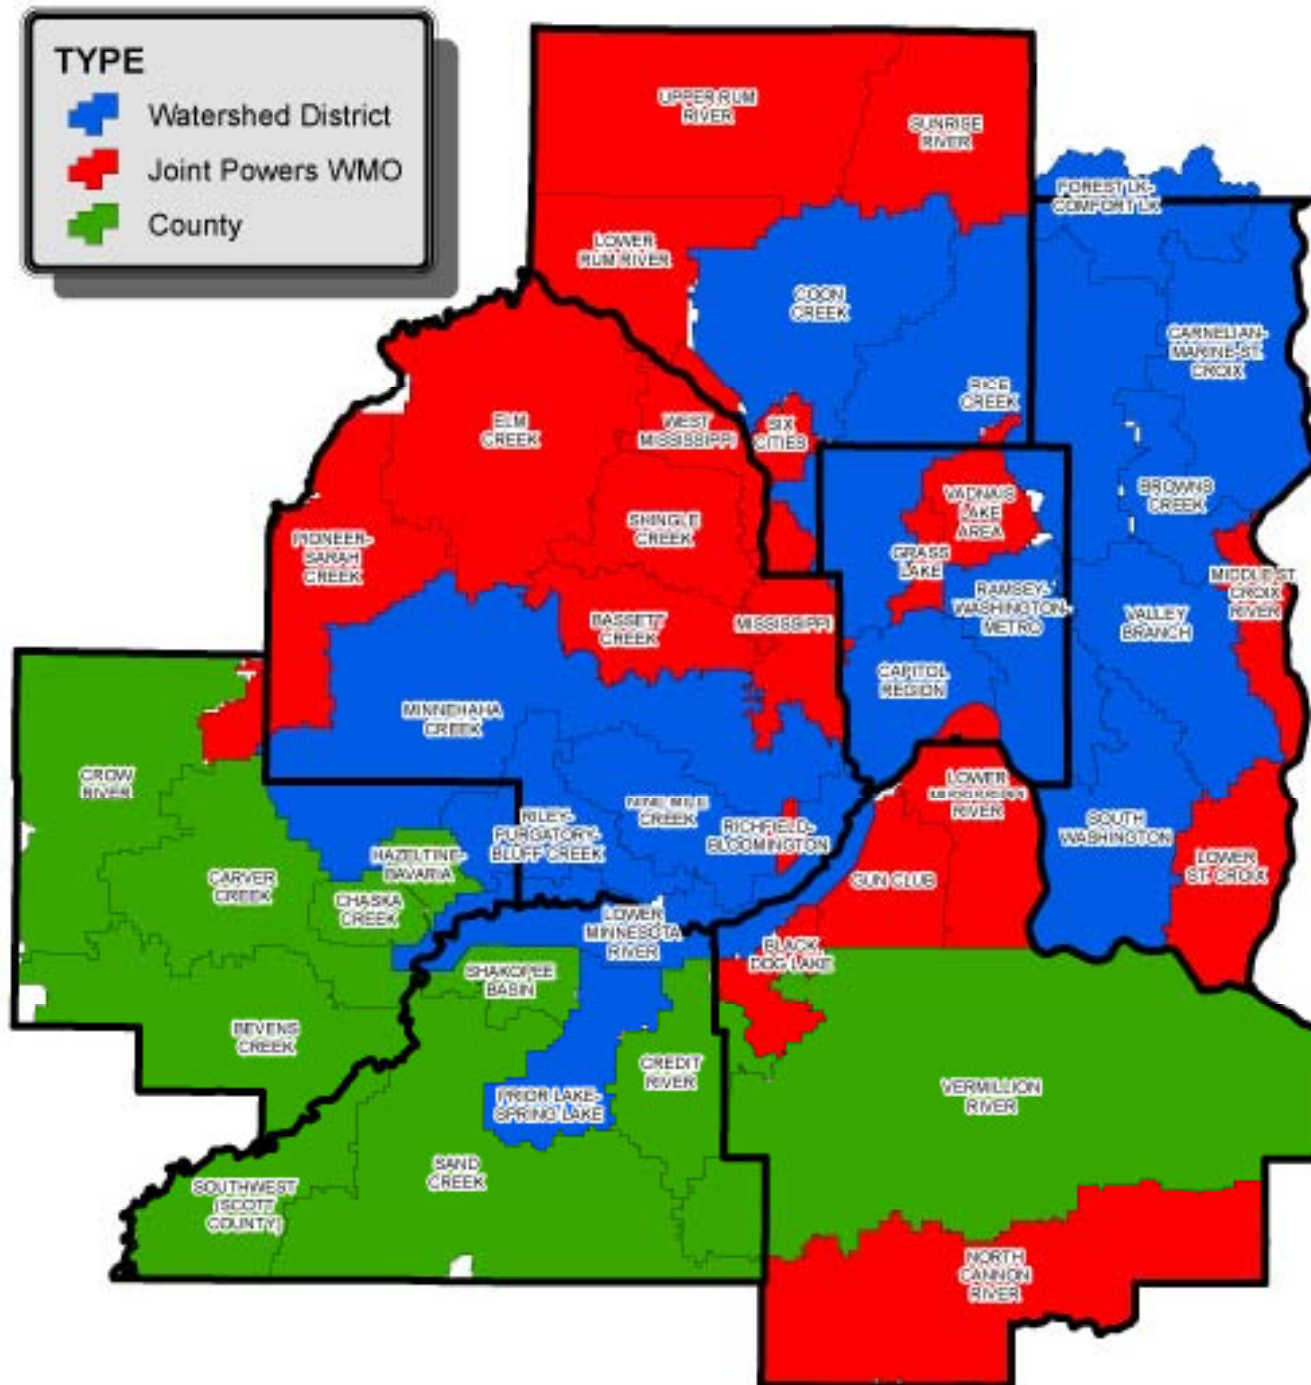 TYPE
Watershed District
Joint Powers WMO
County
UPPER RUM
RIVER
SUNRISE
RIVER
FOREST LK-
COMFORT LK
LOWER
RUM RIVER
COON
CREEK
CARNELIAN-
MARINE-ST.
CROIX
RICE
CREEK
ELM
CREEK
WEST
MISSISSIPPI
SIX
CITIES
VADNAIS
LAKE
AREA
BROWNS
CREEK
SHINGLE
CREEK
PIONEER-
SARAH
CREEK
GRASS
LAKE
RAMSEY-
WASHINGTON-
METRO
MIDDLE ST
CROIX
RIVER
VALLEY
BRANCH
BASSETT
CREEK
MISSISSIPPI
CAPITOL
REGION
MINNEHAHA
CREEK
CROW
RIVER
NINE MILE
CREEK
LOWER
MISSISSIPPI
RIVER
RILEY-
PURGATORY-
BLUFF CREEK
RICHFIELD-
BLOOMINGTON
SOUTH
WASHINGTON
HAZELTINE-
BAVARIA
LOWER
ST. CROIX
CARVER
CREEK
GUN CLUB
CHASKA
CREEK
LOWER
MINNESOTA
RIVER
BLACK
DOG LAKE
SHAKOPEE
BASIN
BEVENS
CREEK
CREDIT
RIVER
VERMILLION
RIVER
PRIOR LAKE-
SPRING LAKE
SAND
CREEK
SOUTHWEST
(SCOTT
COUNTY)
NORTH
CANNON
RIVER